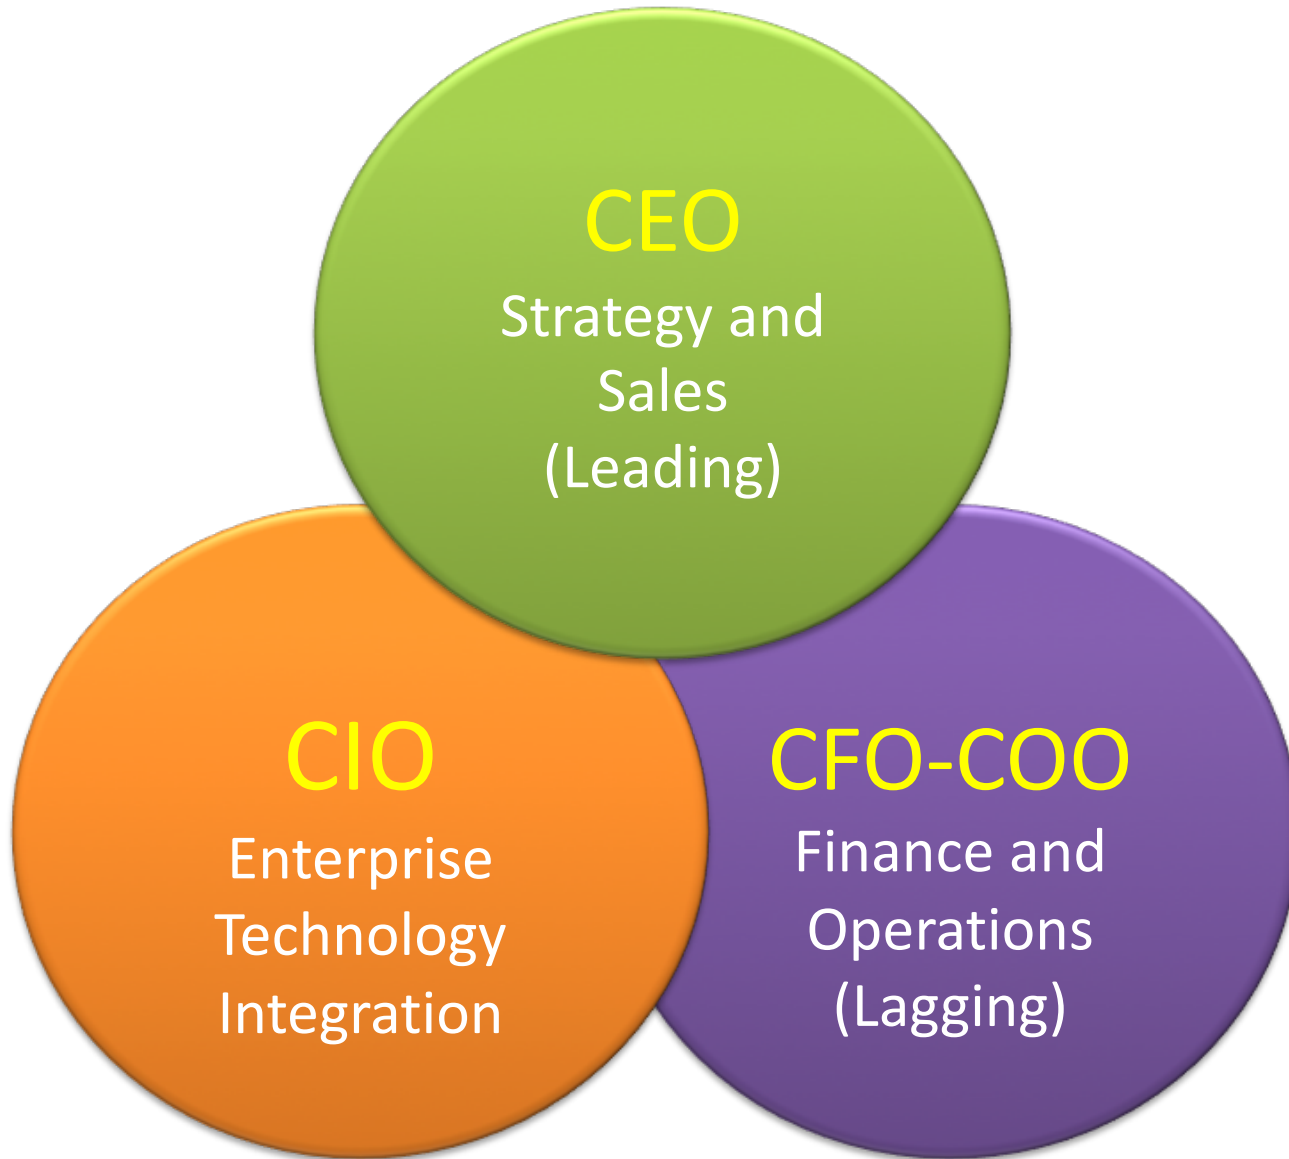 CEO
Strategy and
Sales
(Leading)
CIO
Enterprise
Technology
Integration
CFO-COO
Finance and
Operations
(Lagging)